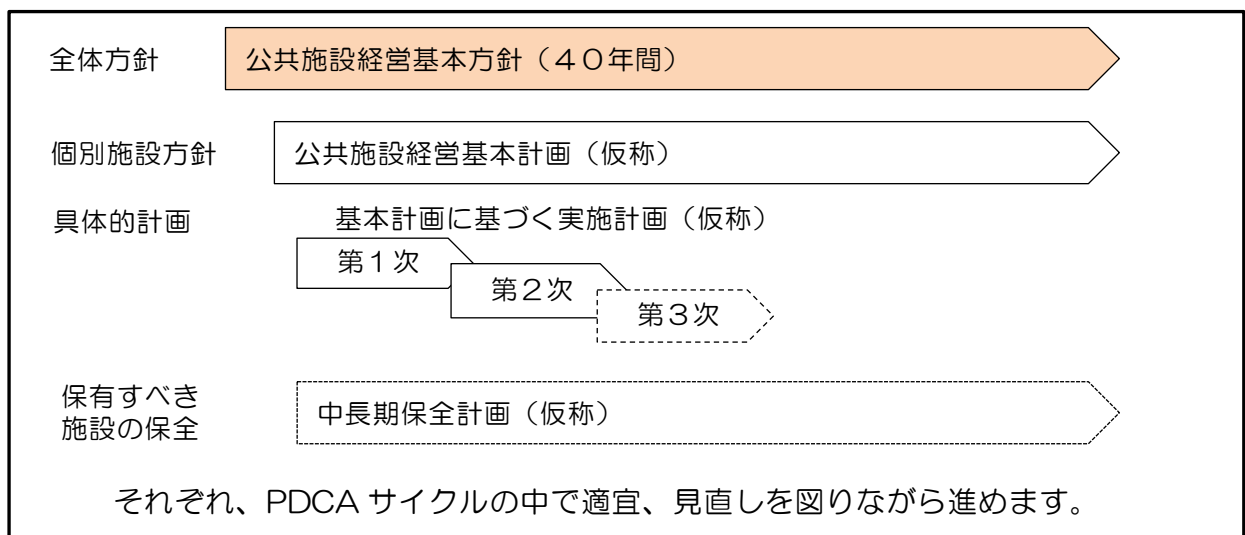 全体方針
公共施設経営基本方針（４０年間）
個別施設方針
公共施設経営基本計画（仮称）
具体的計画
基本計画に基づく実施計画（仮称）
第１次
第２次
第３次
保有すべき
施設の保全
中長期保全計画（仮称）
それぞれ、PDCA サイクルの中で適宜、見直しを図りながら進めます。